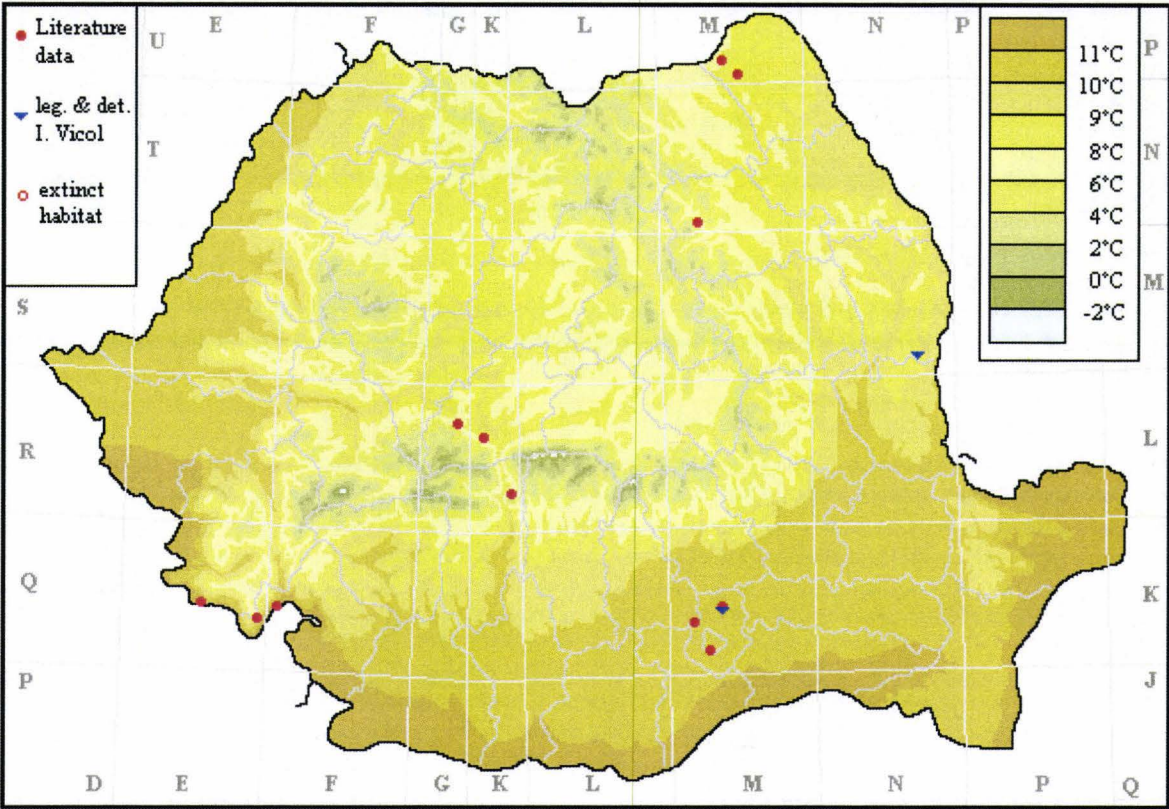 Literature
data
leg. & det.
I. Vicol
extinct
habitat
E F G K L M N P
U
T
S
R
Q
P
11°C
10°C
9°C
8°C
6°C
4°C
2°C
0°C
-2°C
P
N
M
L
K
J
D E F G K L M N P Q